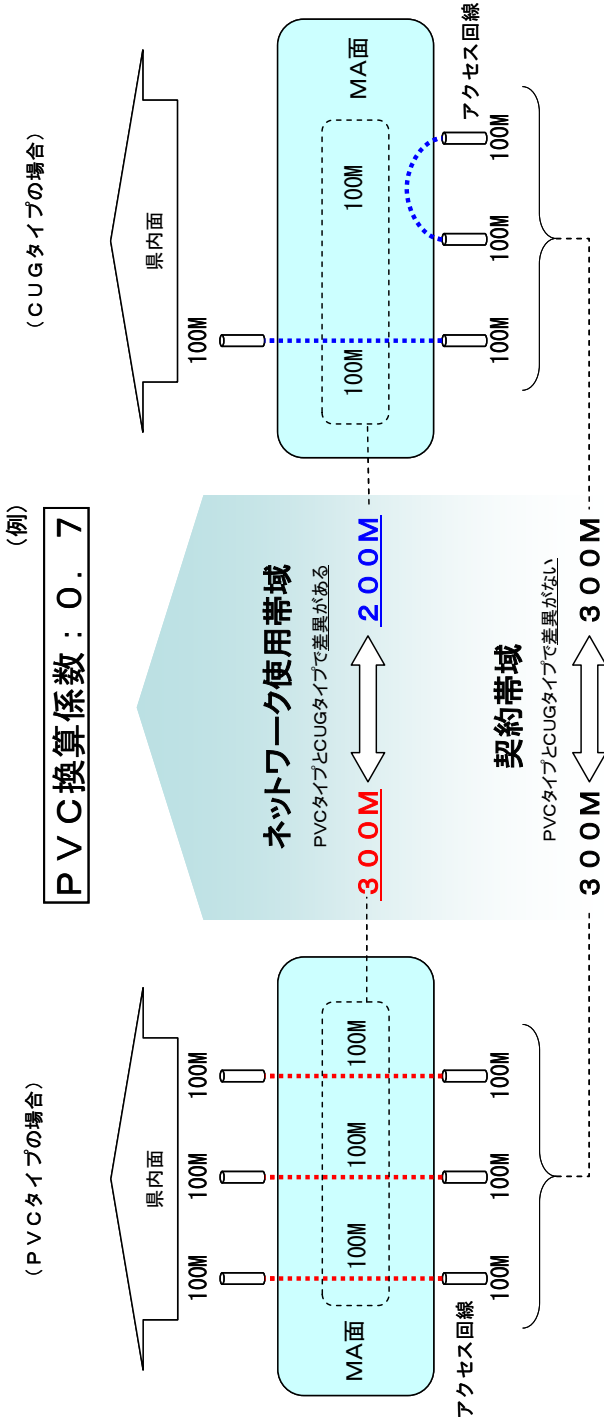 (例)
ＰＶＣ換算係数：０．７
(ＰＶＣタイプの場合)
県内面
100M
100M
100M
MA面
100M
100M
100M
アクセス回線
100M
100M
100M
ネットワーク使用帯域
PVCタイプとCUGタイプで差異がある
３００Ｍ
２００Ｍ
契約帯域
PVCタイプとCUGタイプで差異がない
３００Ｍ
３００Ｍ
(ＣＵＧタイプの場合)
県内面
100M
MA面
100M
100M
アクセス回線
100M
100M
100M